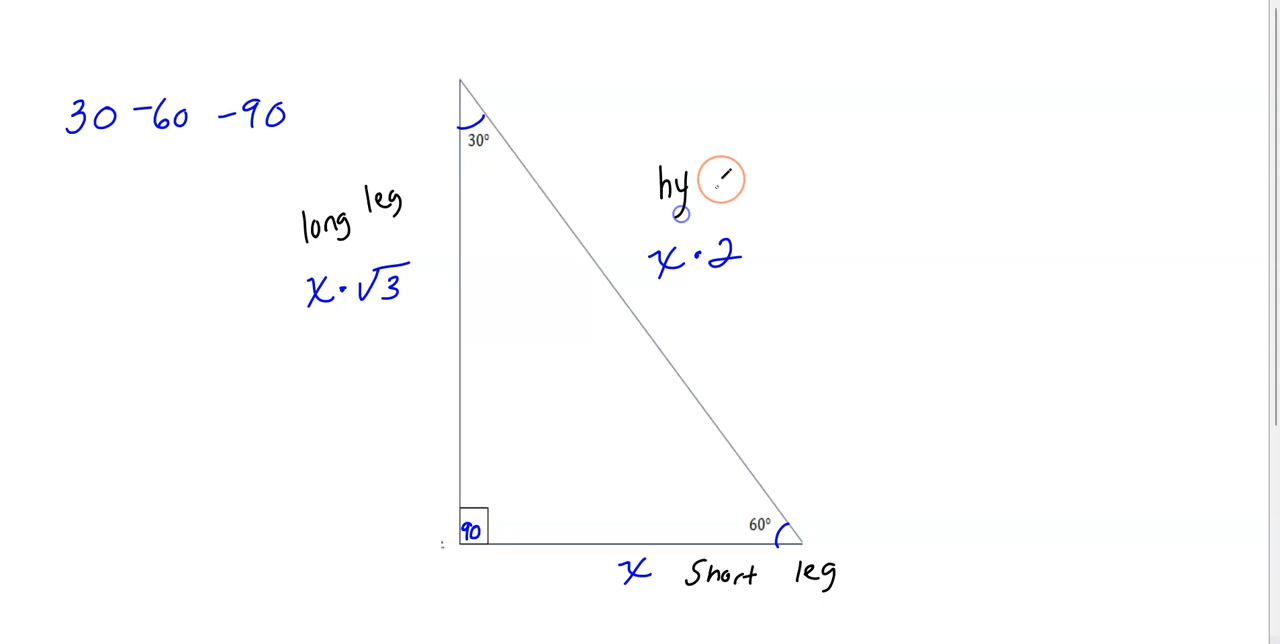 30-60-90
30°
long leg
hy
x·√3
x·2
90
60°
x short leg